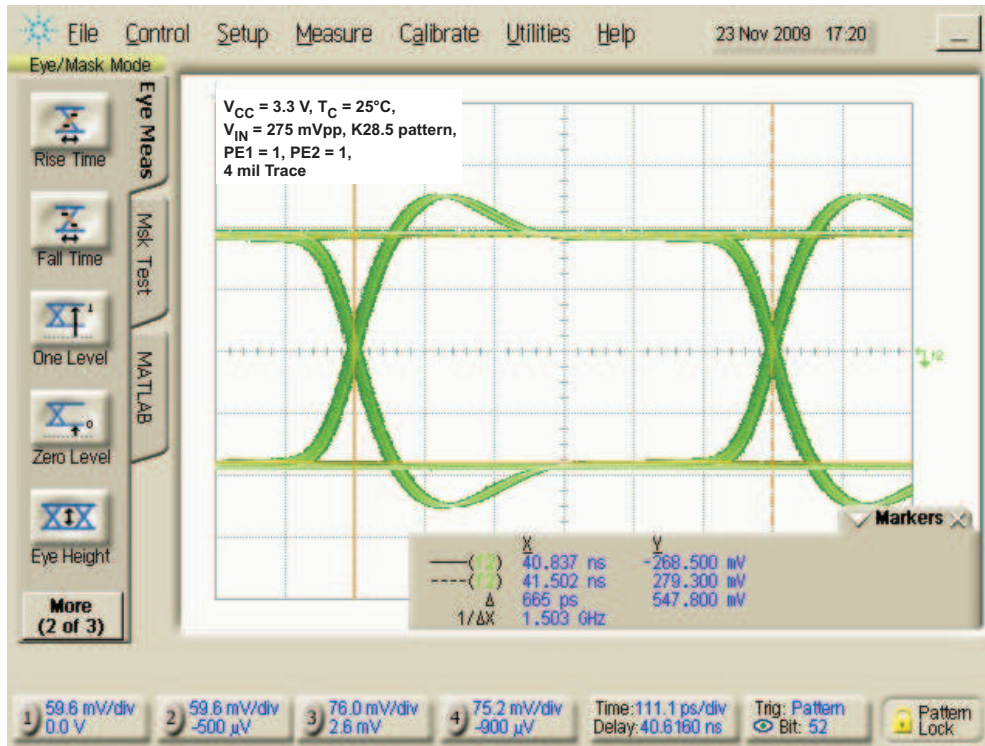 File Control Setup Measure Calibrate Utilities Help 23 Nov 2009 17:20
Eye/Mask Mode
Eye Meas
Msk Test
MATLAB
Rise Time
Fall Time
One Level
Zero Level
Eye Height
More
(2 of 3)
VCC = 3.3 V, TC = 25°C,
VIN = 275 mVpp, K28.5 pattern,
PE1 = 1, PE2 = 1,
4 mil Trace
Markers
X Y
40.837 ns -268.500 mV
41.502 ns 279.300 mV
Δ 665 ps 547.800 mV
1/ΔX 1.503 GHz
1 59.6 mV/div
0.0 V
2 59.6 mV/div
-500 µV
3 76.0 mV/div
2.6 mV
4 75.2 mV/div
-900 µV
Time:111.1 ps/div
Delay:40.6160 ns
Trig: Pattern
Bit: 52
Pattern
Lock